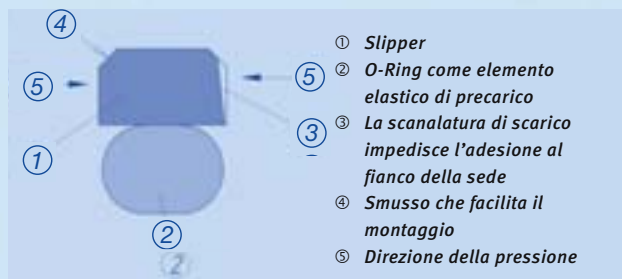 ④
⑤
⑤
③
①
②
②
① Slipper
② O-Ring come elemento
elastico di precarico
③ La scanalatura di scarico
impedisce l'adesione al
fianco della sede
④ Smusso che facilita il
montaggio
⑤ Direzione della pressione